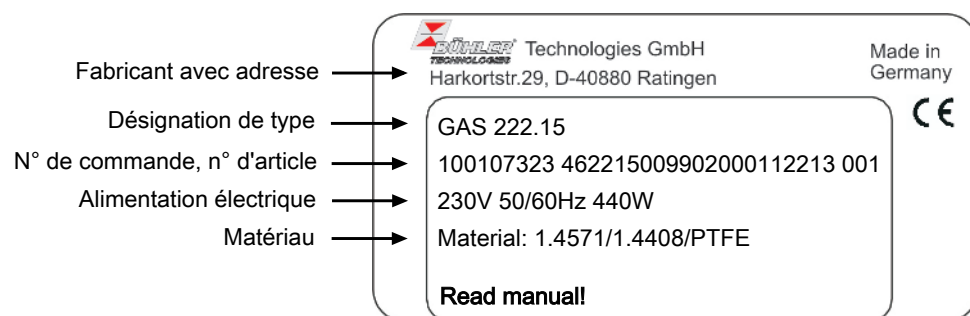 BÜHLER Technologies GmbH
TECHNOLOGIES
Made in
Germany
Fabricant avec adresse
Harkortstr.29, D-40880 Ratingen
CE
Désignation de type
GAS 222.15
N° de commande, n° d'article
100107323 462215009902000112213 001
Alimentation électrique
230V 50/60Hz 440W
Matériau
Material: 1.4571/1.4408/PTFE
Read manual!